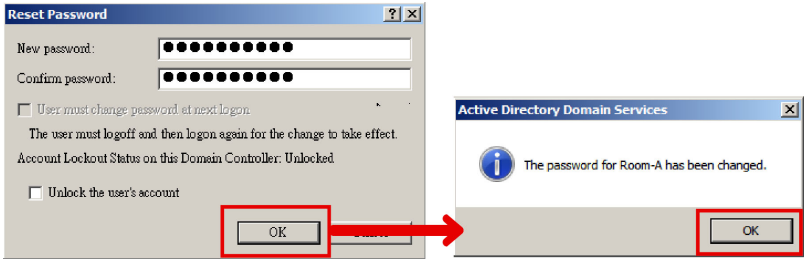 Reset Password
New password:
Confirm password:
User must change password at next logon
The user must logoff and then logon again for the change to take effect.
Account Lockout Status on this Domain Controller: Unlocked
Unlock the user's account
OK
Active Directory Domain Services
The password for Room-A has been changed.
OK